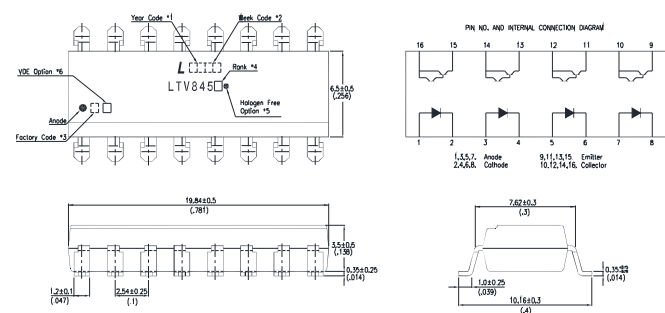 Year Code *1
Week Code *2
L
Rank *4
VDE Option *6
LTV845
Halogen Free
Option *5
Anode
Factory Code *3
6.5±0.5
(.256)
PIN NO. AND INTERNAL CONNECTION DIAGRAM
16 15 14 13 12 11 10 9
1 2 3 4 5 6 7 8
1,3,5,7. Anode 9,11,13,15. Emitter
2,4,6,8. Cathode 10,12,14,16. Collector
19.84±0.5
(.781)
3.5±0.5
(.138)
0.35±0.25
(.014)
1.2±0.1
(.047)
2.54±0.25
(.1)
7.62±0.3
(.3)
0.35
(.014)
1.0±0.25
(.039)
10.16±0.3
(.4)